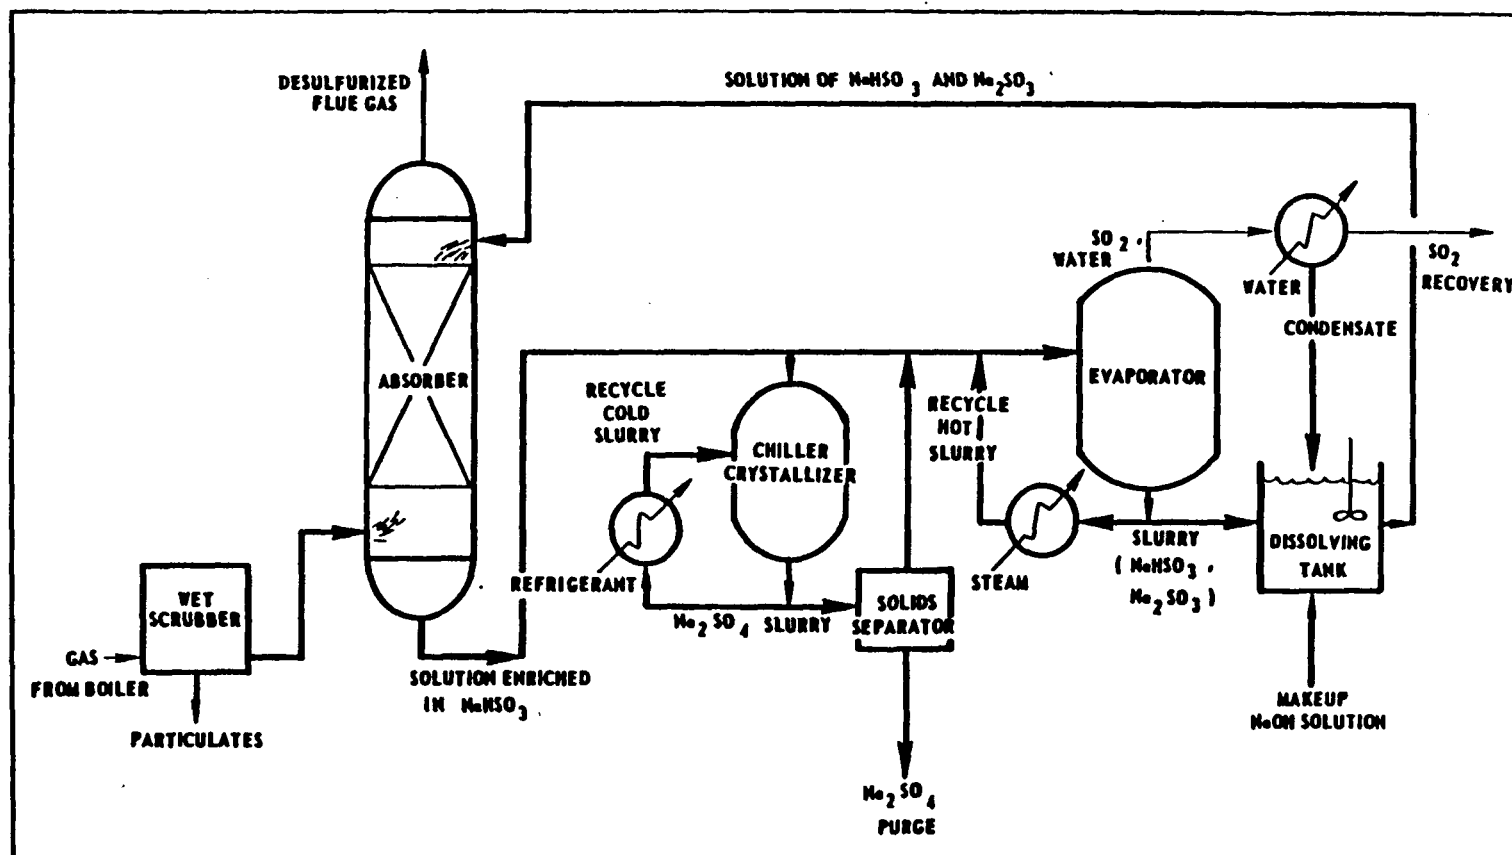 DESULFURIZED
FLUE GAS
SOLUTION OF NaHSO3 AND Na2SO3
ABSORBER
WET
SCRUBBER
GAS
FROM BOILER
PARTICULATES
SOLUTION ENRICHED
IN NaHSO3
RECYCLE
COLD
SLURRY
REFRIGERANT
CHILLER
CRYSTALLIZER
Na2SO4 SLURRY
SOLIDS
SEPARATOR
Na2SO4
PURGE
RECYCLE
HOT
SLURRY
STEAM
SO2,
WATER
EVAPORATOR
SLURRY
(NaHSO3,
Na2SO3)
WATER
SO2
RECOVERY
CONDENSATE
DISSOLVING
TANK
MAKEUP
NaOH SOLUTION